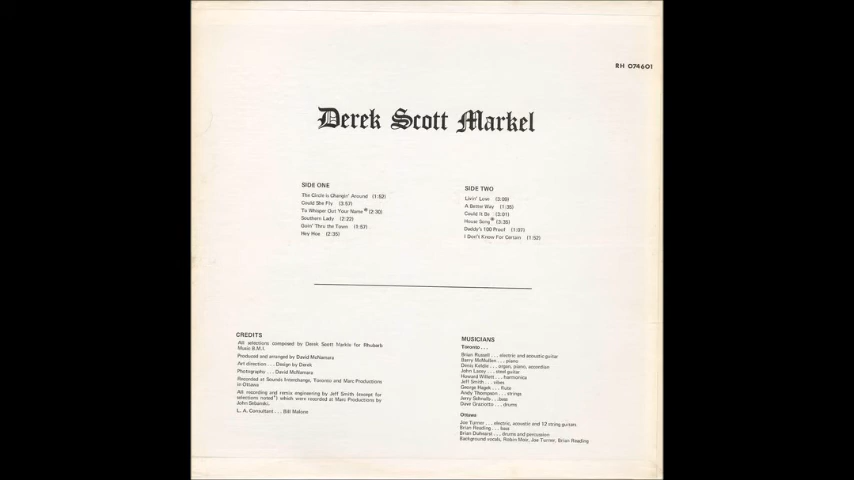 RH 074601
Derek Scott Markel
SIDE ONE
The Circle is Changin' Around (1:52)
Could She Fly (3:57)
To Whisper Out Your Name * (2:30)
Southern Lady (2:22)
Goin' Thru the Town (1:57)
Hey Hoe (2:35)
SIDE TWO
Livin' Love (3:09)
A Better Way (1:35)
Could It Be (3:01)
House Song * (3:35)
Daddy's 100 Proof (1:07)
I Don't Know For Certain (1:52)
CREDITS
All selections composed by Derek Scott Markle for Rhubarb
Music B.M.I.
Produced and arranged by David McNamara
Art direction . . . Design by Derek
Photography . . . David McNamara
Recorded at Sounds Interchange, Toronto and Marc Productions
in Ottawa
All recording and remix engineering by Jeff Smith (except for
selections noted*) which were recorded at Marc Productions by
John
L. A. Consultant . . . Bill Malone
MUSICIANS
Toronto . . .
Brian Russell . . . electric and acoustic guitar
Barry McMullen . . . piano
Denis Keldie . . . organ, piano, accordion
John Lacey . . . steel guitar
Howard Willett . . . harmonica
Jeff Smith . . . vibes
George Hagek . . . flute
Andy Thompson . . . strings
Jerry . . . bass
Dave . . . drums
Ottawa
Joe Turner . . . electric, acoustic and 12 string guitars
Brian Reading . . . bass
Brian . . . drums and percussion
Background vocals, Robin Moir, Joe Turner, Brian Reading